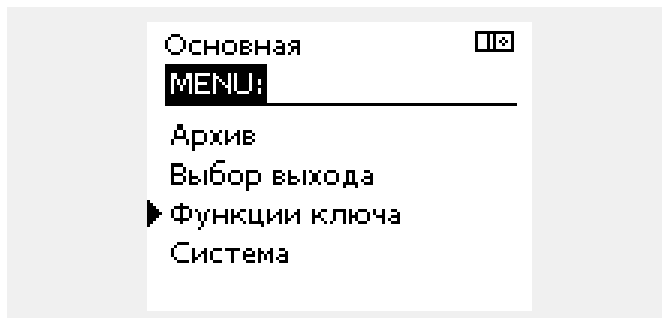 Основная
MENU:
Архив
Выбор выхода
Функции ключа
Система